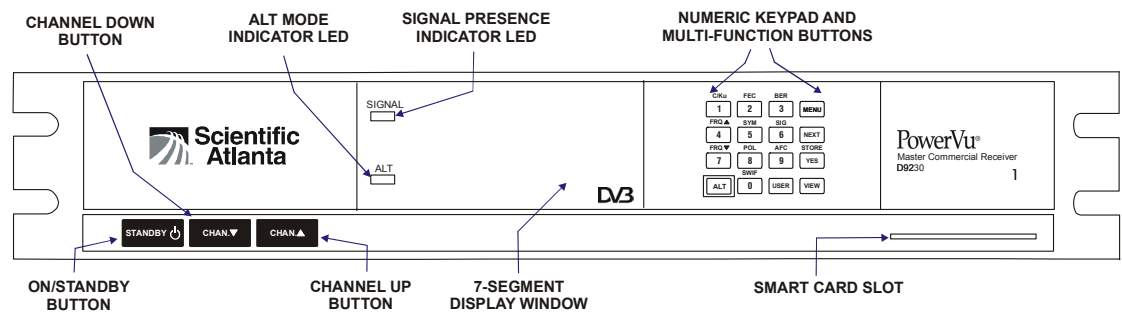 CHANNEL DOWN
BUTTON
ALT MODE
INDICATOR LED
SIGNAL PRESENCE
INDICATOR LED
NUMERIC KEYPAD AND
MULTI-FUNCTION BUTTONS
SIGNAL
ALT
Scientific
Atlanta
DVB
C/Ku FEC BER
1 2 3 MENU
FRQ▲ SYM SIG
4 5 6 NEXT
FRQ▼ POL AFC STORE
7 8 9 YES
SWIF
ALT 0 USER VIEW
PowerVu®
Master Commercial Receiver
D9230
1
STANDBY CHAN.▼ CHAN.▲
ON/STANDBY
BUTTON
CHANNEL UP
BUTTON
7-SEGMENT
DISPLAY WINDOW
SMART CARD SLOT